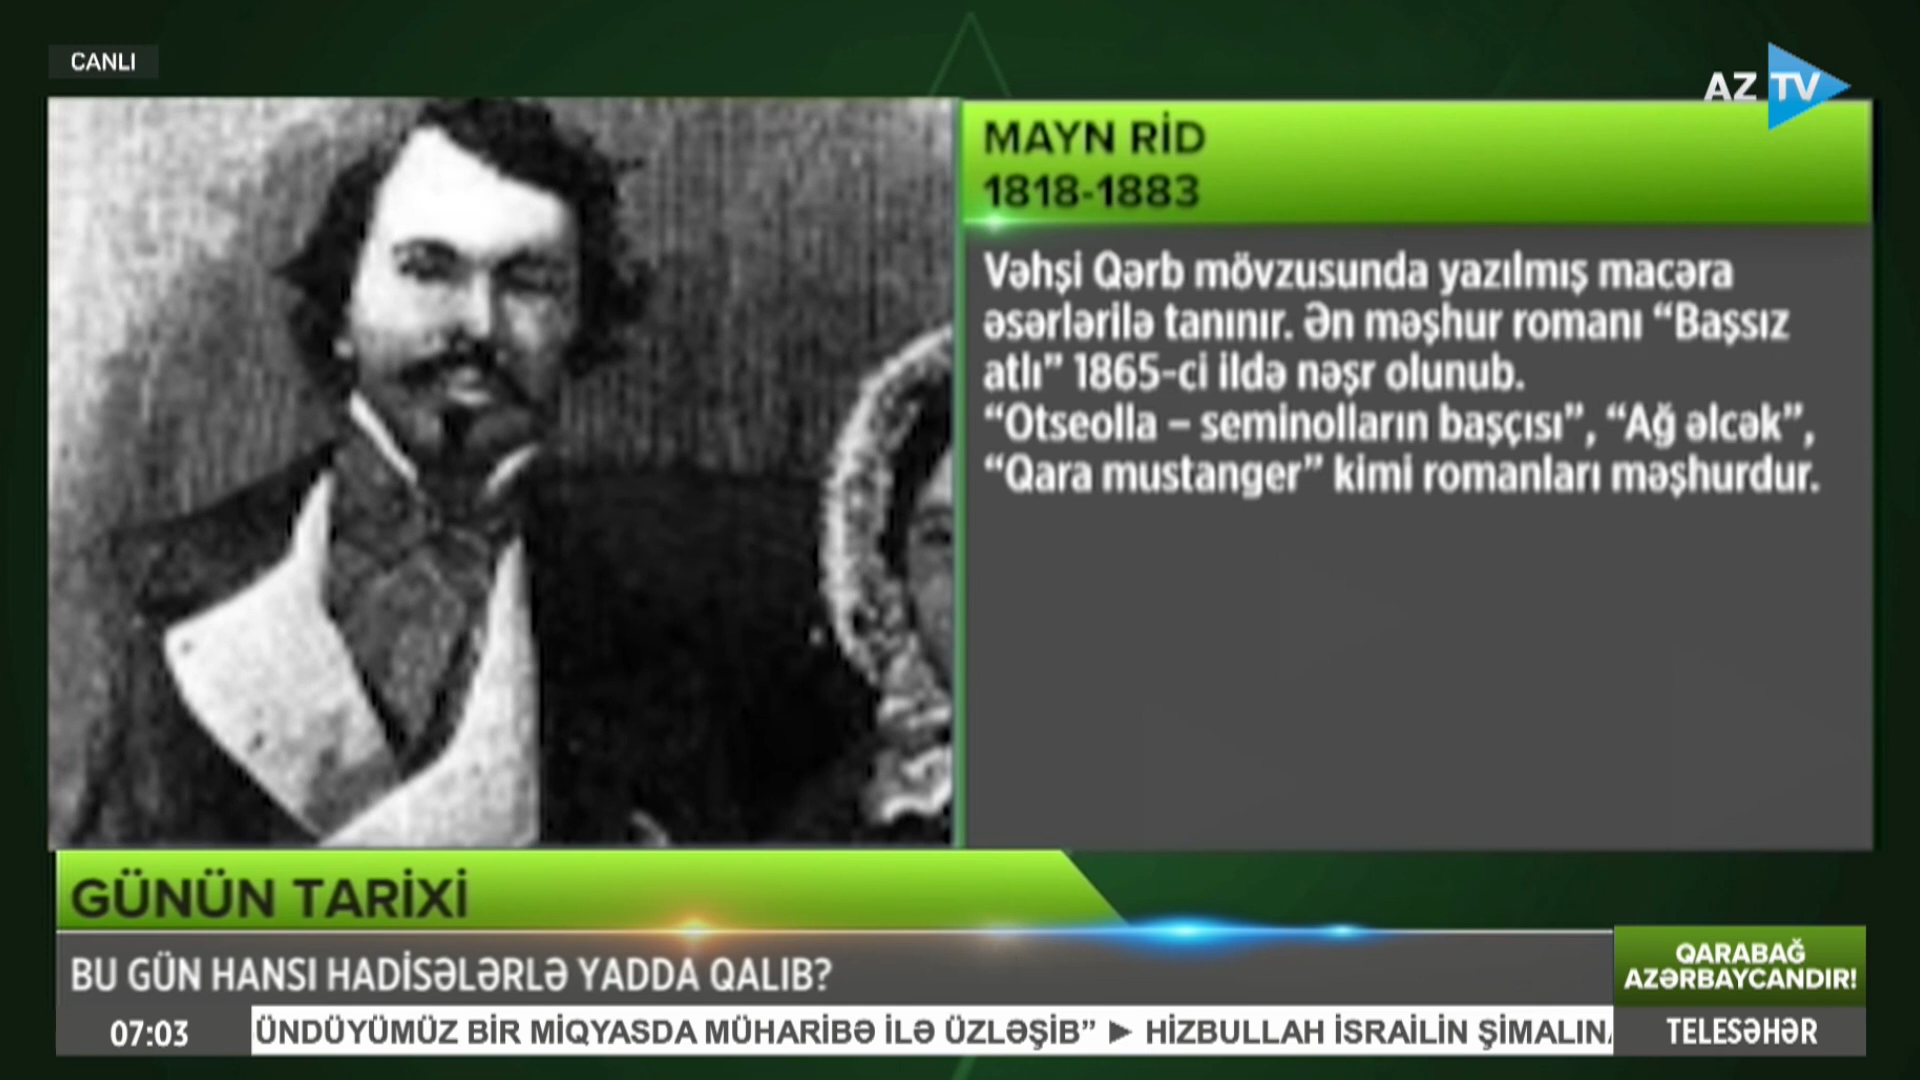 CANLI
AZ TV
MAYN RİD
1818-1883
Vəhşi Qərb mövzusunda yazılmış macəra
əsərlərilə tanınır. Ən məşhur romanı “Başsız
atlı” 1865-ci ildə nəşr olunub.
“Otseolla – seminolların başçısı”, “Ağ əlcək”,
“Qara mustanger” kimi romanları məşhurdur.
GÜNÜN TARİXİ
BU GÜN HANSI HADİSƏLƏRLƏ YADDA QALIB?
QARABAĞ
AZƏRBAYCANDIR!
07:03
ÜNDÜYÜMÜZ BİR MİQYASDA MÜHARİBƏ İLƏ ÜZLƏŞİB” ► HİZBULLAH İSRAİLİN ŞİMALIN
TELESƏHƏR